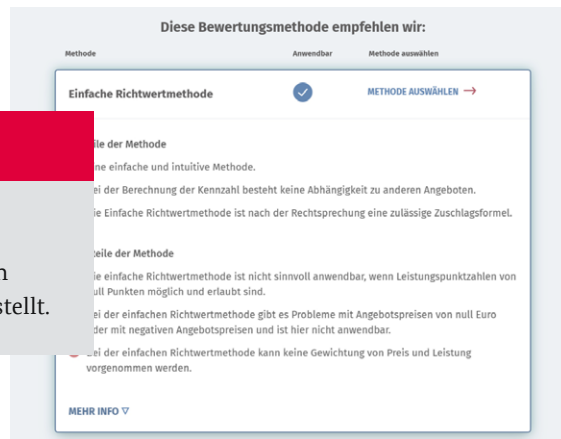 Diese Bewertungsmethode empfehlen wir:
Methode Anwendbar Methode auswählen
Einfache Richtwertmethode METHODE AUSWÄHLEN →
ile der Methode
ne einfache und intuitive Methode.
ei der Berechnung der Kennzahl besteht keine Abhängigkeit zu anderen Angeboten.
ie Einfache Richtwertmethode ist nach der Rechtsprechung eine zulässige Zuschlagsformel.
teile der Methode
ie einfache Richtwertmethode ist nicht sinnvoll anwendbar, wenn Leistungspunktzahlen von
ull Punkten möglich und erlaubt sind.
ei der einfachen Richtwertmethode gibt es Probleme mit Angebotspreisen von null Euro
der mit negativen Angebotspreisen und ist hier nicht anwendbar.
ei der einfachen Richtwertmethode kann keine Gewichtung von Preis und Leistung
vorgenommen werden.
MEHR INFO ▽
n
stellt.